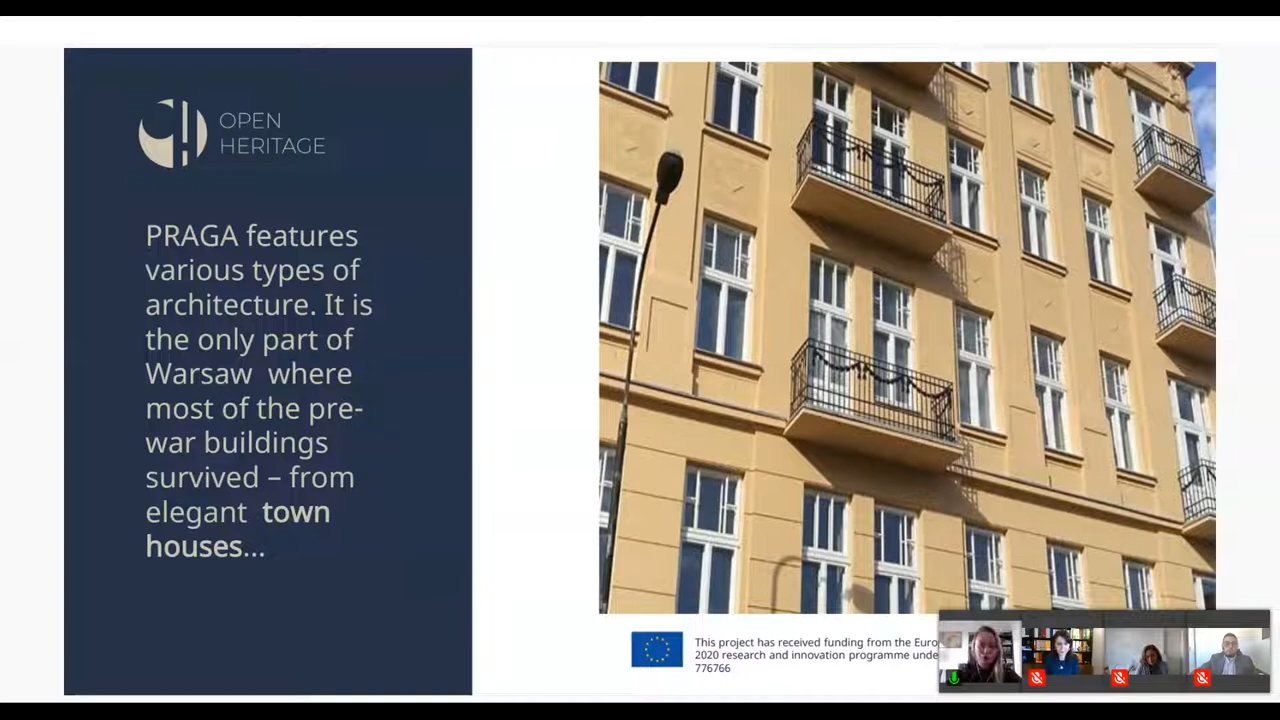 OPEN
HERITAGE
PRAGA features
various types of
architecture. It is
the only part of
Warsaw where
most of the pre-
war buildings
survived – from
elegant town
houses...
This project has received funding from the Euro
2020 research and innovation programme unde
776766